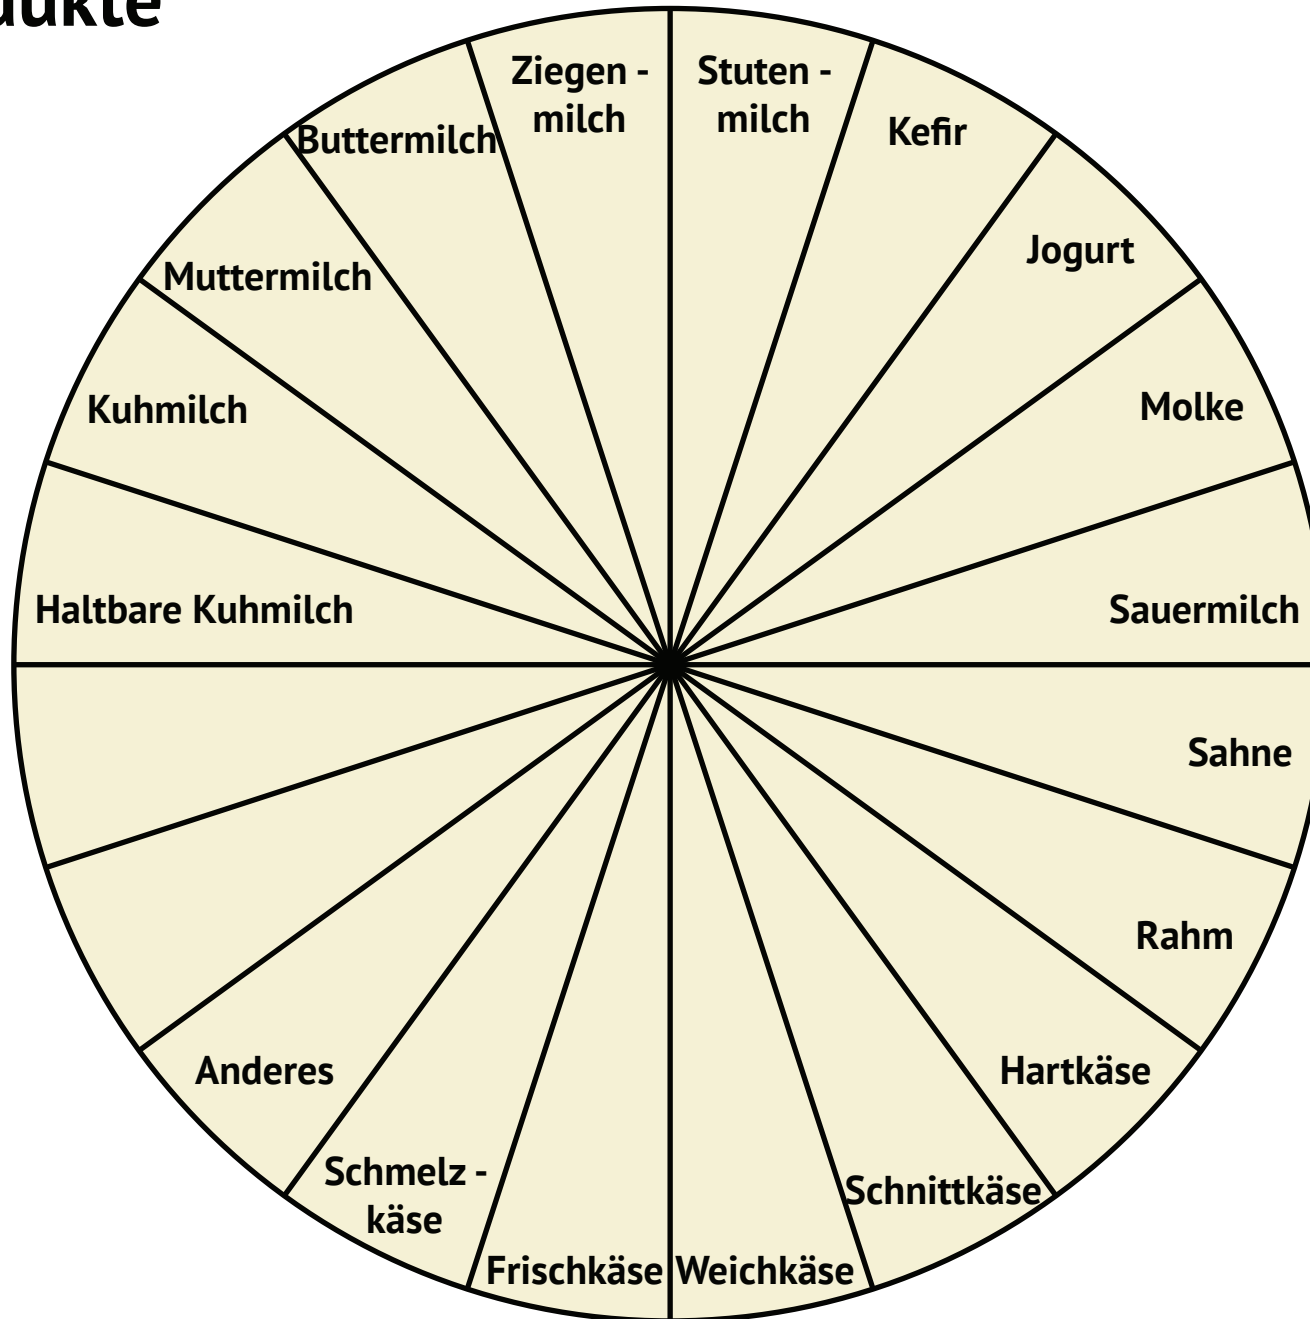 Ziegen -
milch
Stuten -
milch
Kefir
Jogurt
Molke
Sauermilch
Sahne
Rahm
Hartkäse
Schnittkäse
Weichkäse
Frischkäse
Schmelz -
käse
Anderes
Haltbare Kuhmilch
Kuhmilch
Muttermilch
Buttermilch